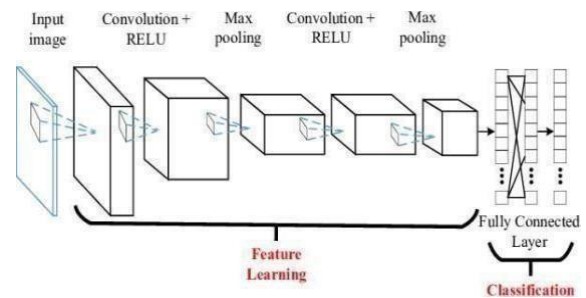 Input
image
Convolution +
RELU
Max
pooling
Convolution +
RELU
Max
pooling
Fully Connected
Layer
Feature
Learning
Classification